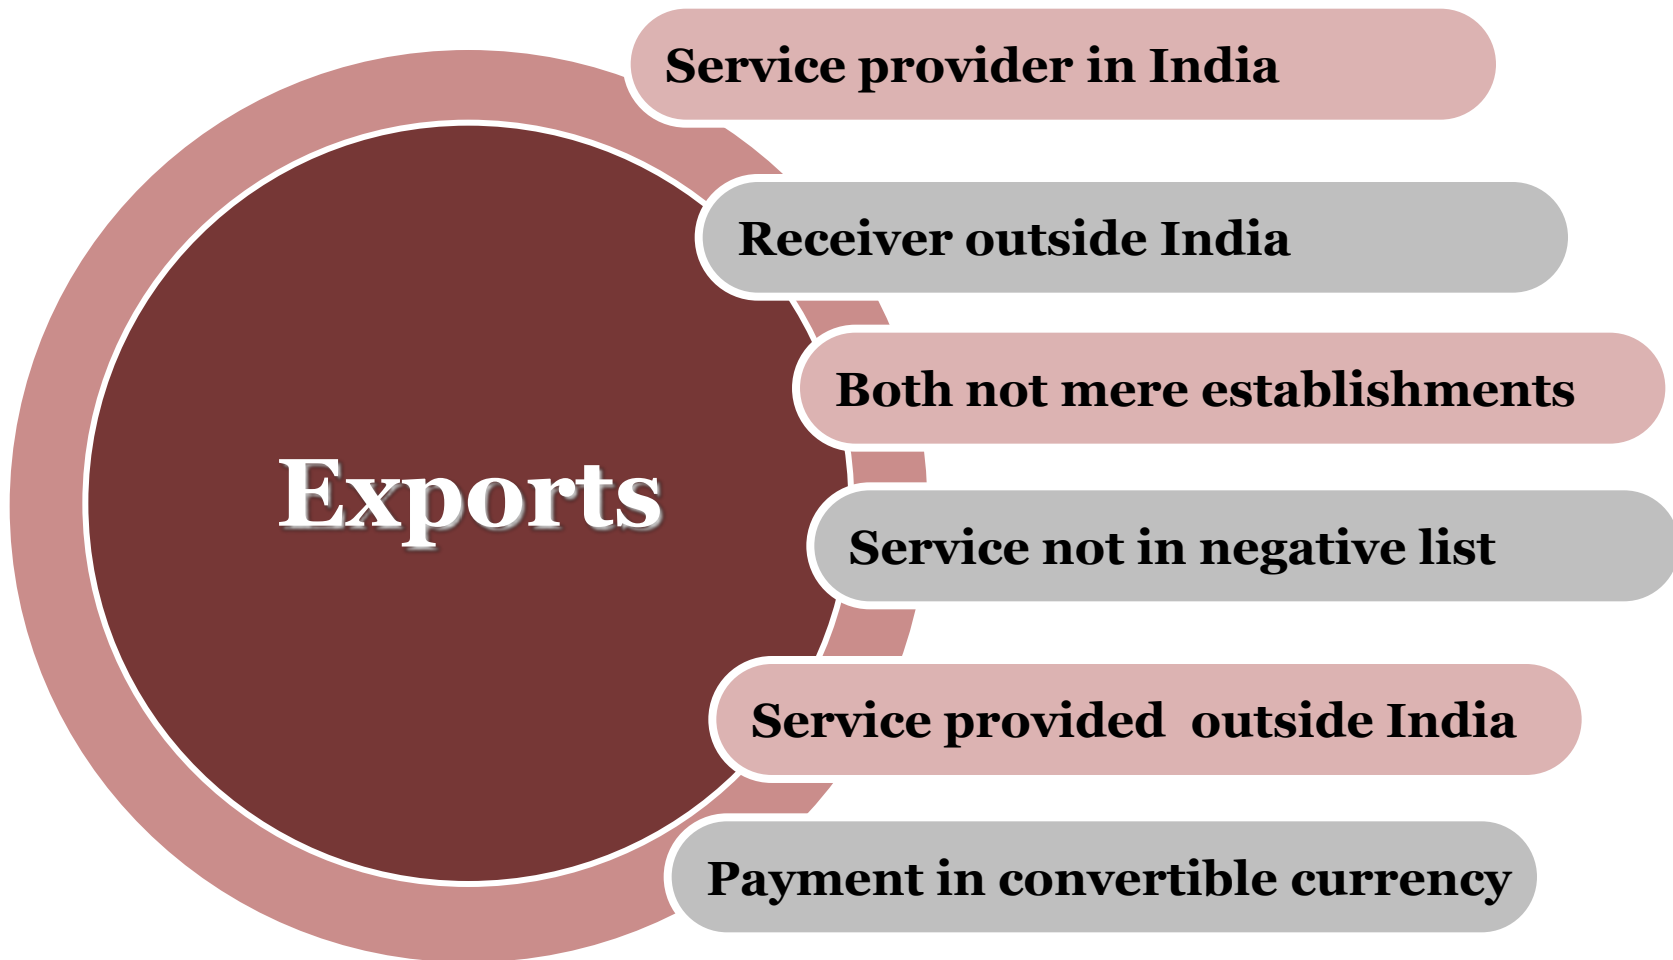 Service provider in India
Receiver outside India
Both not mere establishments
Exports
Service not in negative list
Service provided  outside India
Payment in convertible currency